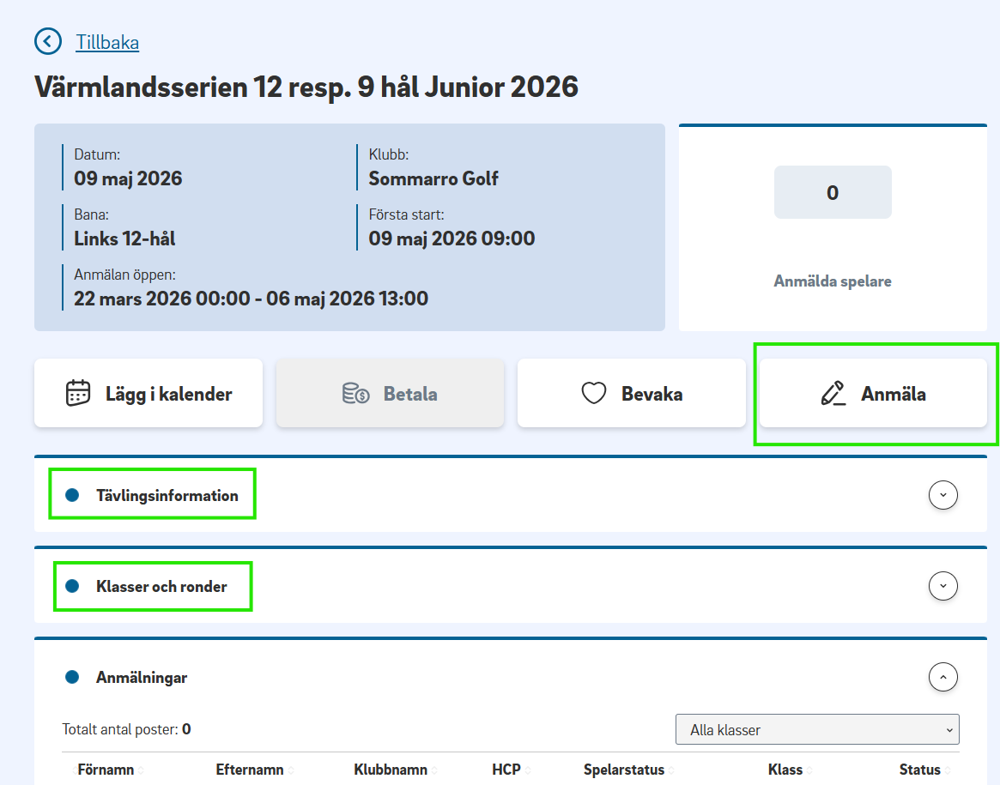 Tillbaka
Värmlandsserien 12 resp. 9 hål Junior 2026
Datum:
09 maj 2026
Klubb:
Sommarro Golf
Bana:
Links 12-hål
Första start:
09 maj 2026 09:00
Anmälan öppen:
22 mars 2026 00:00 - 06 maj 2026 13:00
0
Anmälda spelare
Lägg i kalender
Betala
Bevaka
Anmäla
Tävlingsinformation
Klasser och ronder
Anmälningar
Totalt antal poster: 0
Alla klasser
Förnamn Efternamn Klubbnamn HCP Spelarstatus Klass Status